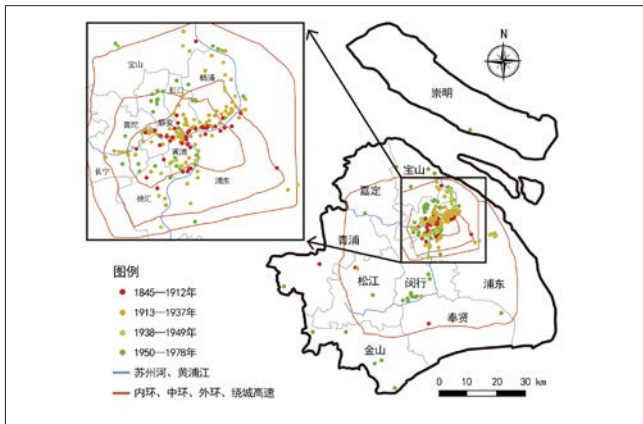 宝山
杨浦
虹口
普陀
静安
黄浦
长宁
浦东
徐汇
N
崇明
宝山
嘉定
青浦
松江
闵行
浦东
奉贤
金山
图例
1845—1912年
1913—1937年
1938—1949年
1950—1978年
苏州河、黄浦江
内环、中环、外环、绕城高速
0 10 20 30 km